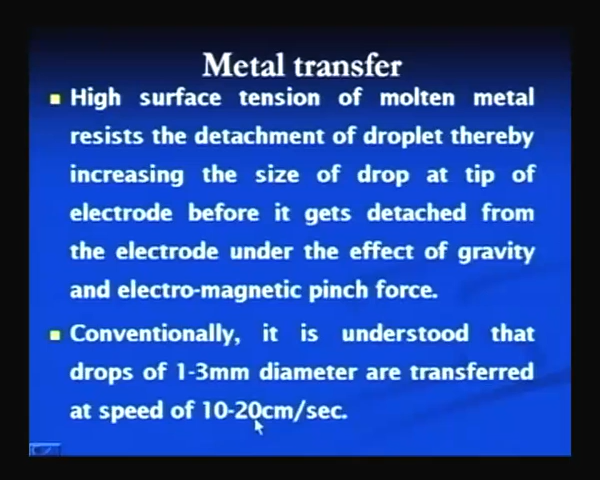 Metal transfer
High surface tension of molten metal
resists the detachment of droplet thereby
increasing the size of drop at tip of
electrode before it gets detached from
the electrode under the effect of gravity
and electro-magnetic pinch force.
Conventionally, it is understood that
drops of 1-3mm diameter are transferred
at speed of 10-20cm/sec.